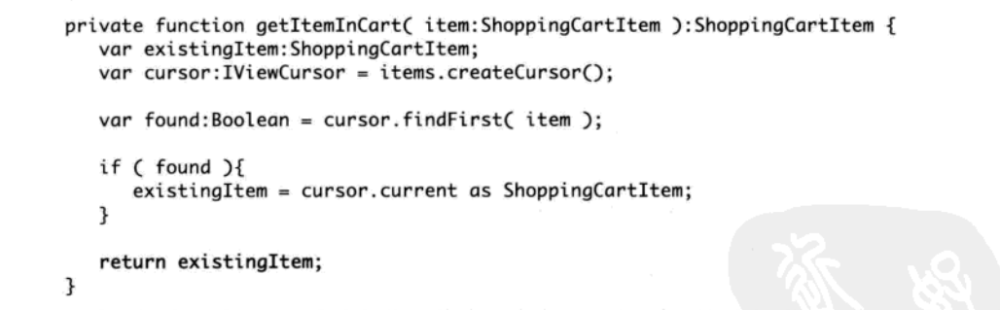 private function getItemInCart( item:ShoppingCartItem ):ShoppingCartItem {
var existingItem:ShoppingCartItem;
var cursor:IViewCursor = items.createCursor();
var found:Boolean = cursor.findFirst( item );
if ( found ){
existingItem = cursor.current as ShoppingCartItem;
}
return existingItem;
}